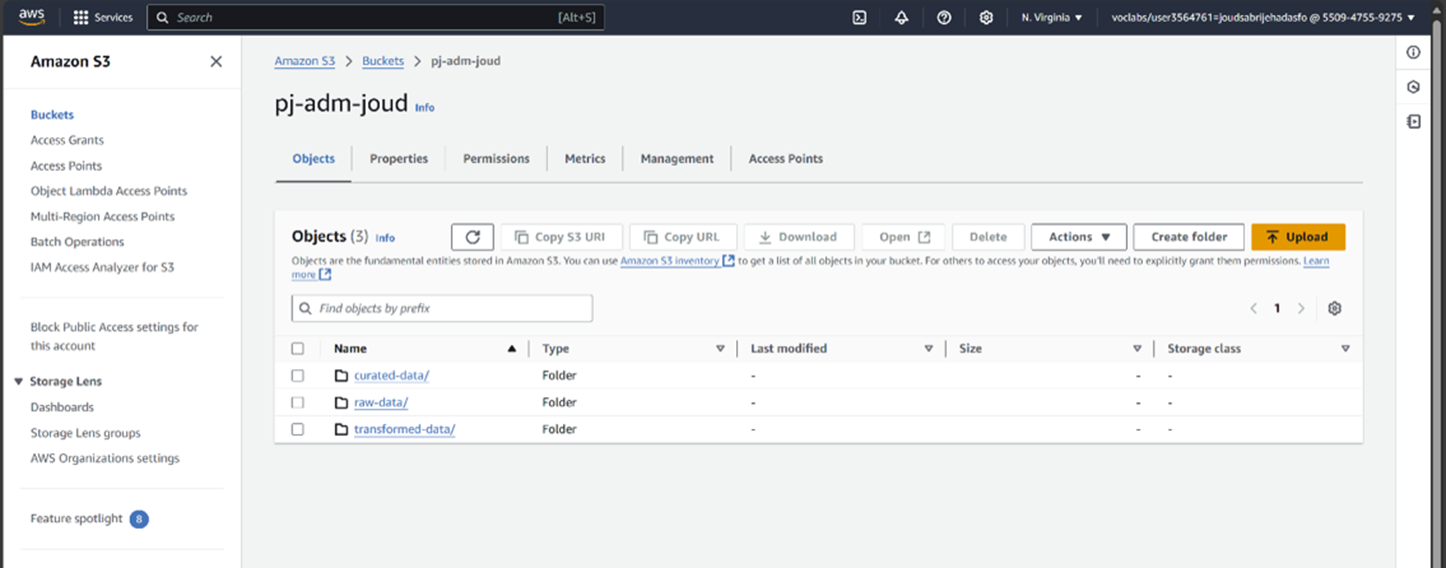 aws Services Search [Alt+S] N. Virginia ▼ voclabs/user3564761=joudsabrijehadasfo @ 5509-4755-9275 ▼
Amazon S3
Buckets
Access Grants
Access Points
Object Lambda Access Points
Multi-Region Access Points
Batch Operations
IAM Access Analyzer for S3
Block Public Access settings for
this account
Storage Lens
Dashboards
Storage Lens groups
AWS Organizations settings
Feature spotlight 8
Amazon S3 > Buckets > pj-adm-joud
pj-adm-joud Info
Objects Properties Permissions Metrics Management Access Points
Objects (3) Info Copy S3 URI Copy URL Download Open Delete Actions ▼ Create folder Upload
Objects are the fundamental entities stored in Amazon S3. You can use Amazon S3 inventory to get a list of all objects in your bucket. For others to access your objects, you'll need to explicitly grant them permissions. Learn
more
Find objects by prefix < 1 >
Name Type Last modified Size Storage class
curated-data/ Folder - - -
raw-data/ Folder - - -
transformed-data/ Folder - - -